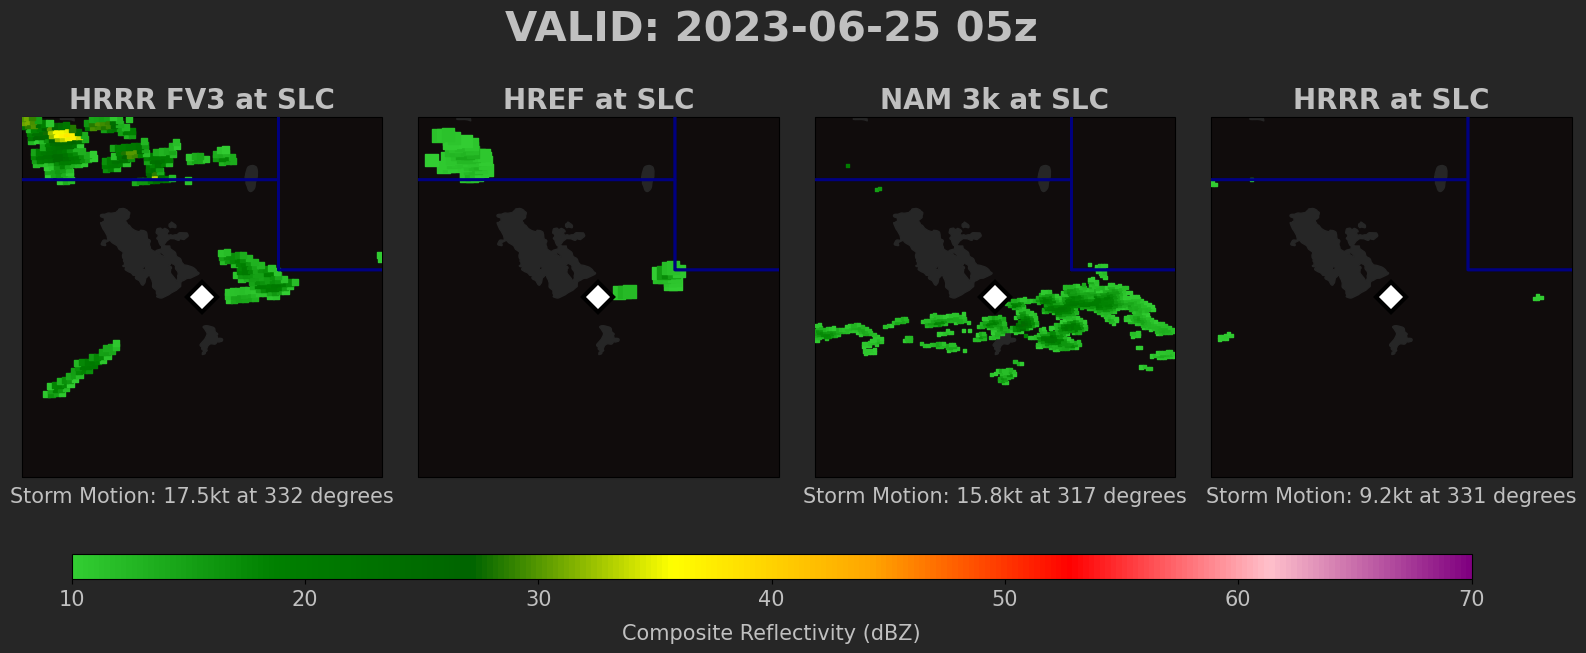 VALID: 2023-06-25 05z
HRRR FV3 at SLC
HREF at SLC
NAM 3k at SLC
HRRR at SLC
Storm Motion: 17.5kt at 332 degrees
Storm Motion: 15.8kt at 317 degrees
Storm Motion: 9.2kt at 331 degrees
10 20 30 40 50 60 70
Composite Reflectivity (dBZ)